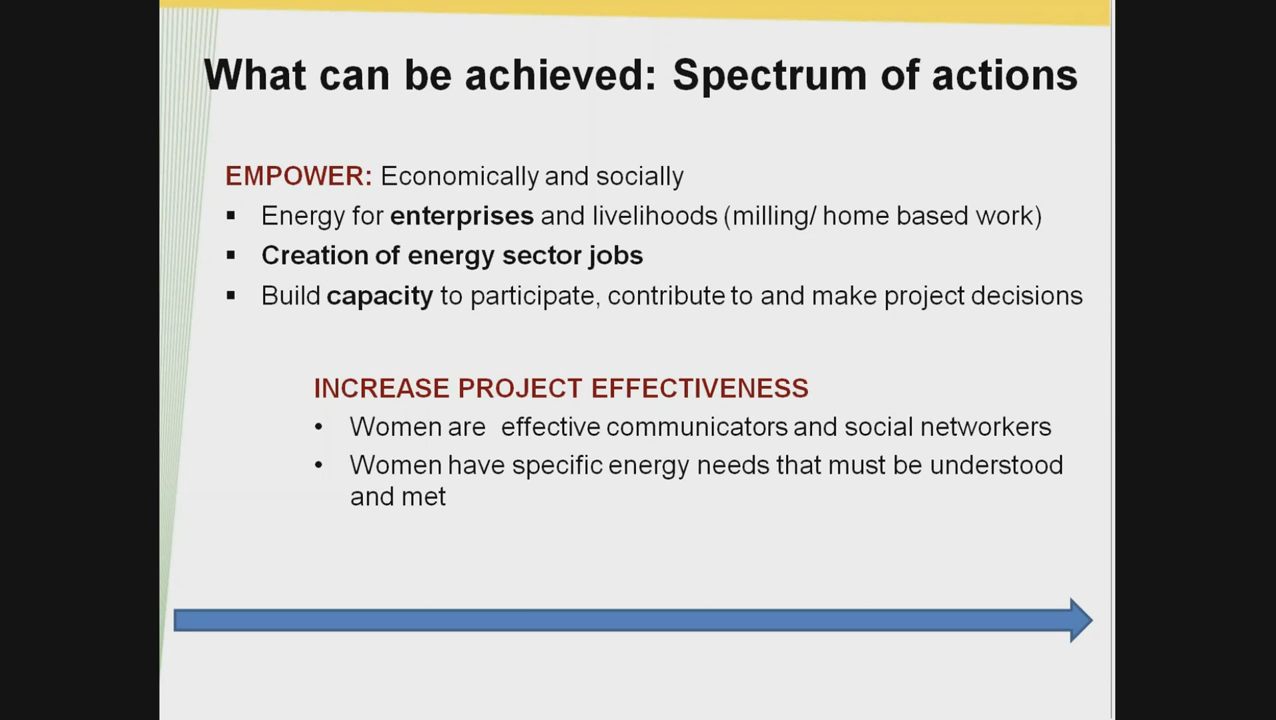 What can be achieved: Spectrum of actions
EMPOWER: Economically and socially
▪ Energy for enterprises and livelihoods (milling/ home based work)
▪ Creation of energy sector jobs
▪ Build capacity to participate, contribute to and make project decisions
INCREASE PROJECT EFFECTIVENESS
• Women are effective communicators and social networkers
• Women have specific energy needs that must be understood
and met